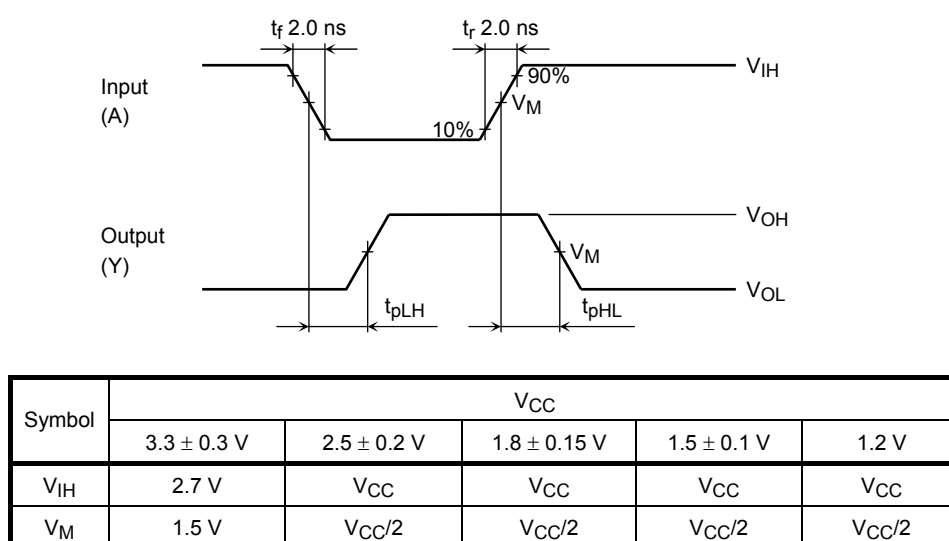 tf 2.0 ns tr 2.0 ns
Input
(A)
90%
VM
10%
VIH
Output
(Y)
VOH
VM
VOL
tpLH tpHL
Symbol VCC
3.3 ± 0.3 V 2.5 ± 0.2 V 1.8 ± 0.15 V 1.5 ± 0.1 V 1.2 V
VIH 2.7 V VCC VCC VCC VCC
VM 1.5 V VCC/2 VCC/2 VCC/2 VCC/2